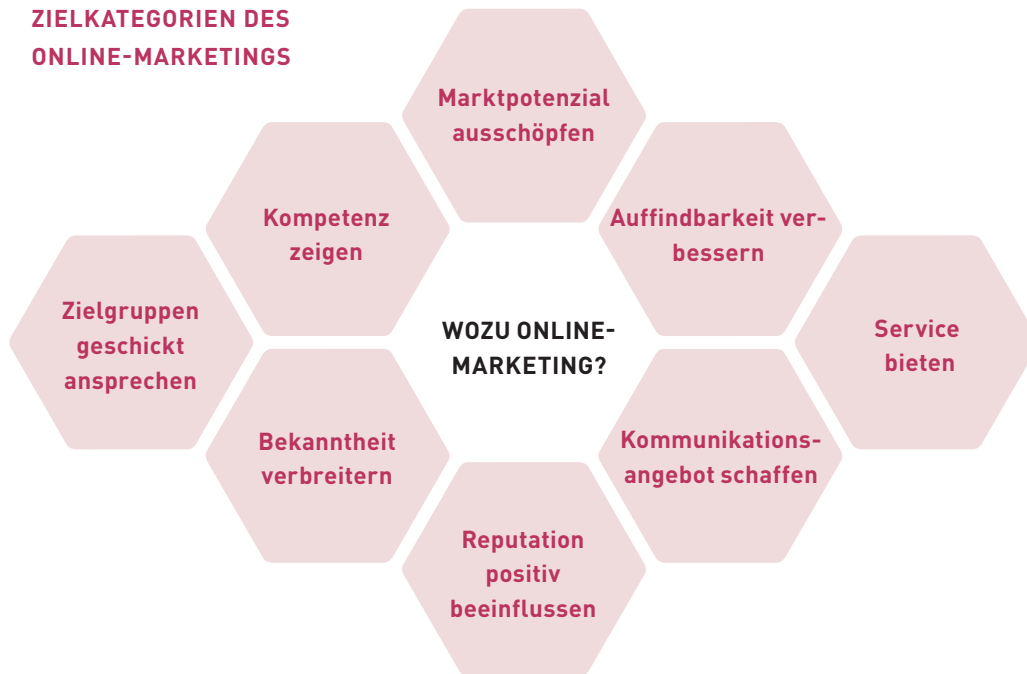 ZIELKATEGORIEN DES
ONLINE-MARKETINGS
Marktpotenzial
ausschöpfen
Kompetenz
zeigen
Auffindbarkeit ver-
bessern
Zielgruppen
geschickt
ansprechen
WOZU ONLINE-
MARKETING?
Service
bieten
Bekanntheit
verbreitern
Kommunikations-
angebot schaffen
Reputation
positiv
beeinflussen